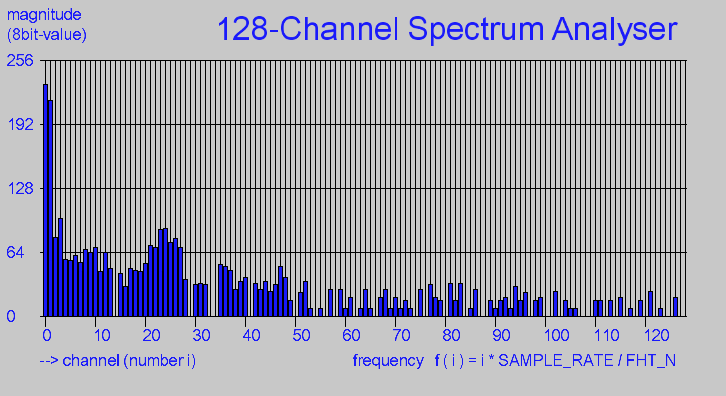 magnitude
(8bit-value)
128-Channel Spectrum Analyser
256
192
128
64
0
0 10 20 30 40 50 60 70 80 90 100 110 120
--> channel (number i) frequency f ( i ) = i * SAMPLE_RATE / FHT_N